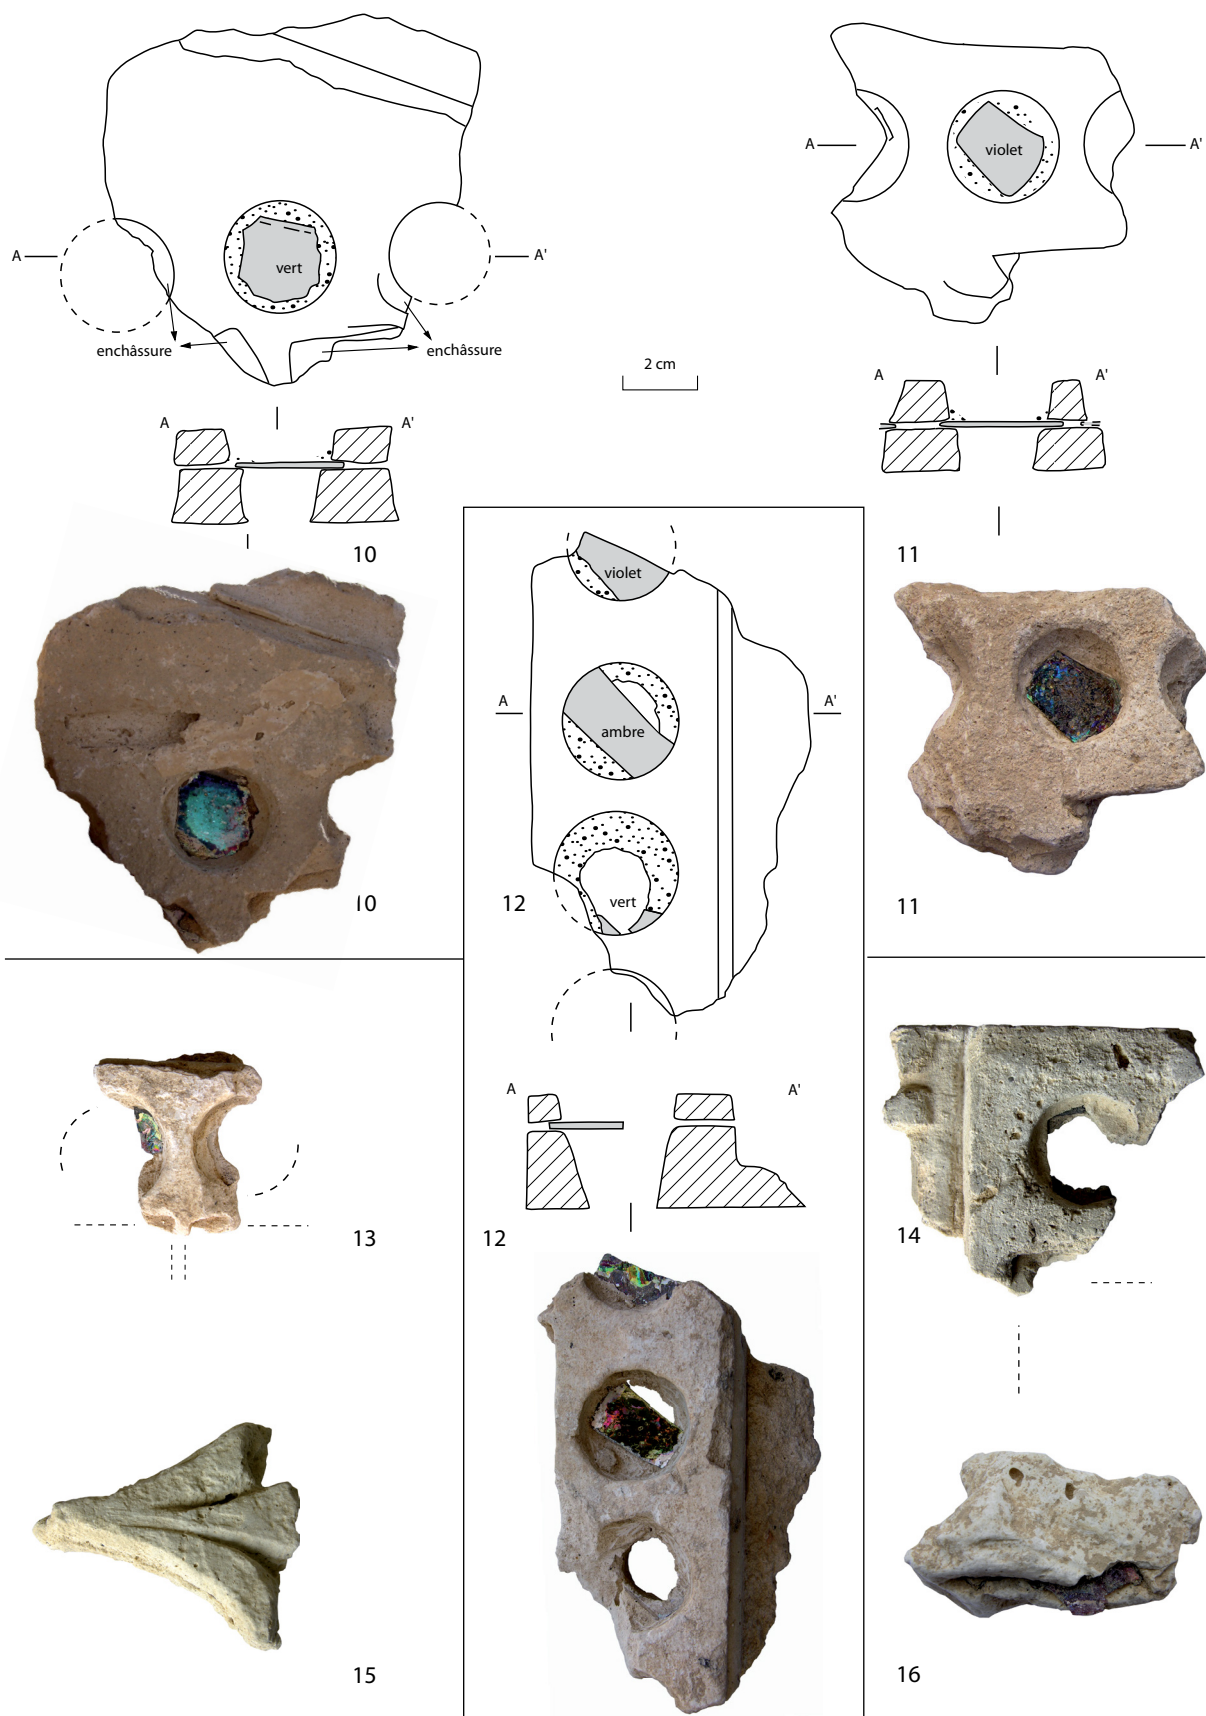 violet
A
A'
A
A'
vert
enchâssure
enchâssure
2 cm
A
A'
A
A'
10
11
violet
A
A'
ambre
10
12
vert
11
A
A'
13
12
14
15
16